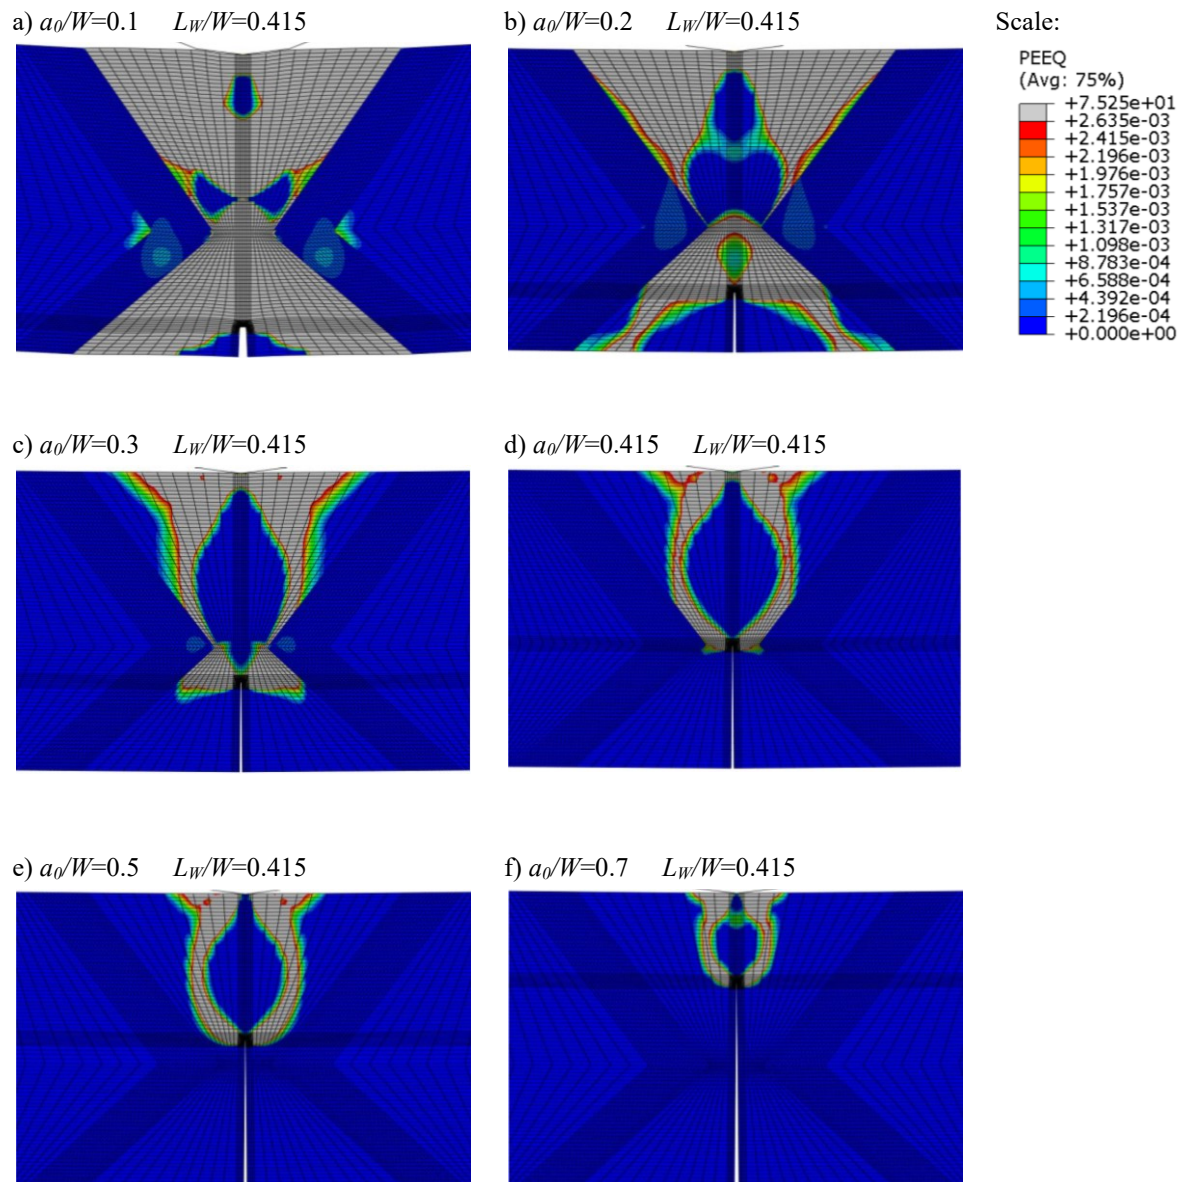 a) a0/W=0.1 LW/W=0.415
b) a0/W=0.2 LW/W=0.415
Scale:
PEEQ
(Avg: 75%)
+7.525e+01
+2.635e-03
+2.415e-03
+2.196e-03
+1.976e-03
+1.757e-03
+1.537e-03
+1.317e-03
+1.098e-03
+8.783e-04
+6.588e-04
+4.392e-04
+2.196e-04
+0.000e+00
c) a0/W=0.3 LW/W=0.415
d) a0/W=0.415 LW/W=0.415
e) a0/W=0.5 LW/W=0.415
f) a0/W=0.7 LW/W=0.415